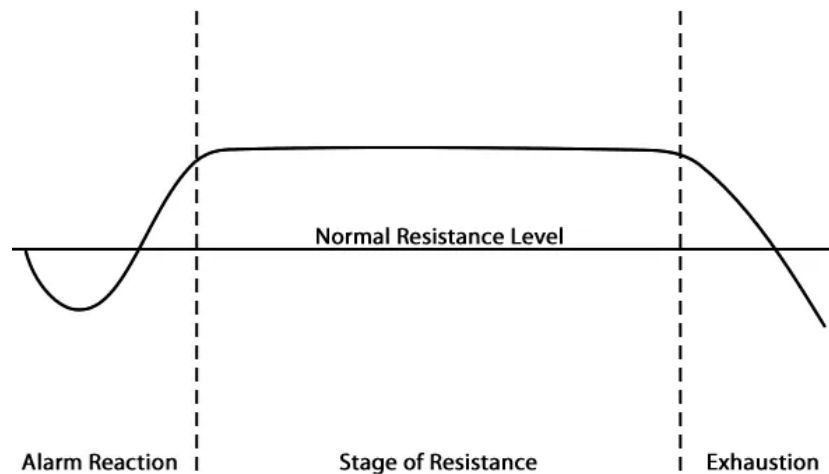 Normal Resistance Level
Alarm Reaction
Stage of Resistance
Exhaustion